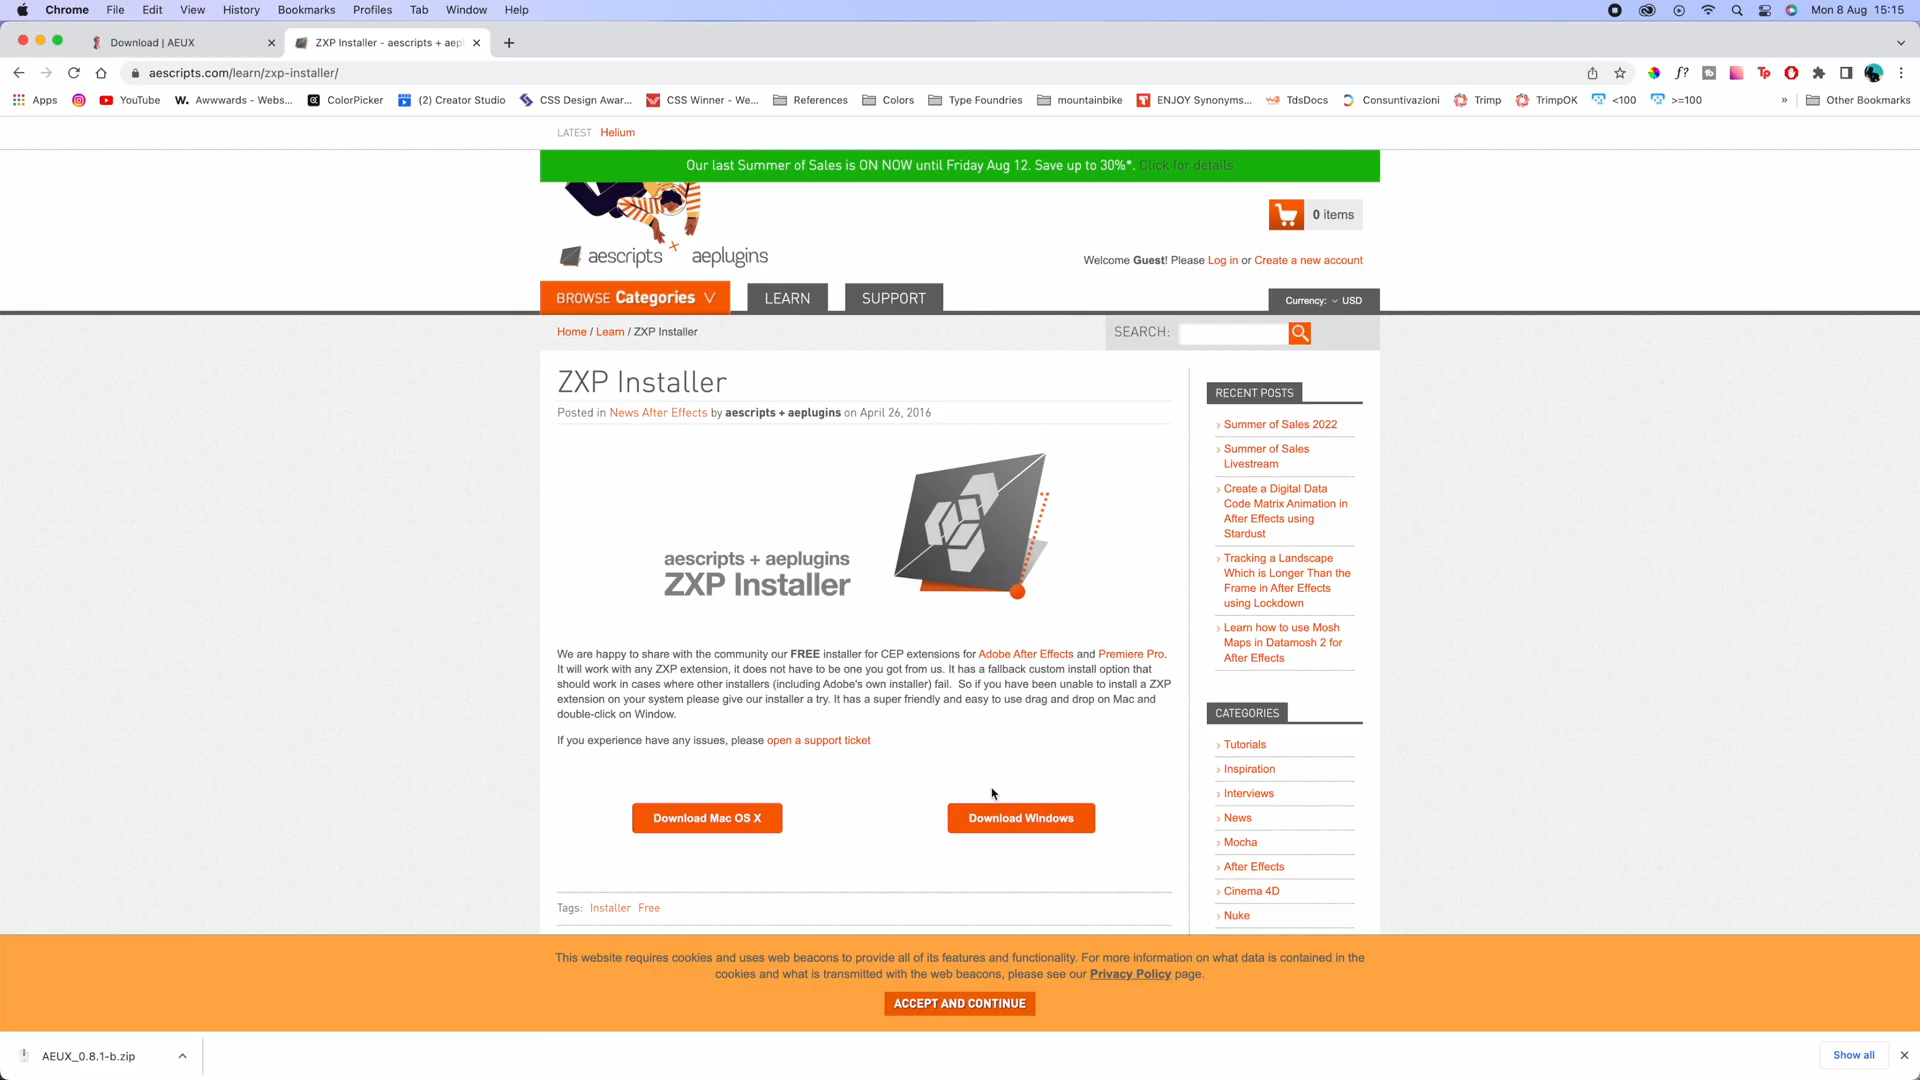 Chrome File Edit View History Bookmarks Profiles Tab Window Help Mon 8 Aug 15:15
Download | AEUX ZXP Installer - aescripts + aepl
aescripts.com/learn/zxp-installer/
Apps YouTube Awwwards - Webs... ColorPicker (2) Creator Studio CSS Design Awar... CSS Winner - We... References Colors Type Foundries mountainbike ENJOY Synonyms... TdsDocs Consuntivazioni Trimp TrimpOK <100 >=100 » Other Bookmarks
LATEST Helium
Our last Summer of Sales is ON NOW until Friday Aug 12. Save up to 30%*. Click for details
0 items
aescripts + aeplugins
Welcome Guest! Please Log in or Create a new account
BROWSE Categories LEARN SUPPORT
Currency: USD
Home / Learn / ZXP Installer
SEARCH:
ZXP Installer
Posted in News After Effects by aescripts + aeplugins on April 26, 2016
aescripts + aeplugins
ZXP Installer
We are happy to share with the community our FREE installer for CEP extensions for Adobe After Effects and Premiere Pro.
It will work with any ZXP extension, it does not have to be one you got from us. It has a fallback custom install option that
should work in cases where other installers (including Adobe's own installer) fail. So if you have been unable to install a ZXP
extension on your system please give our installer a try. It has a super friendly and easy to use drag and drop on Mac and
double-click on Window.
If you experience have any issues, please open a support ticket
Download Mac OS X
Download Windows
Tags: Installer Free
RECENT POSTS
Summer of Sales 2022
Summer of Sales
Livestream
Create a Digital Data
Code Matrix Animation in
After Effects using
Stardust
Tracking a Landscape
Which is Longer Than the
Frame in After Effects
using Lockdown
Learn how to use Mosh
Maps in Datamosh 2 for
After Effects
CATEGORIES
Tutorials
Inspiration
Interviews
News
Mocha
After Effects
Cinema 4D
Nuke
This website requires cookies and uses web beacons to provide all of its features and functionality. For more information on what data is contained in the
cookies and what is transmitted with the web beacons, please see our Privacy Policy page.
ACCEPT AND CONTINUE
AEUX_0.8.1-b.zip
Show all